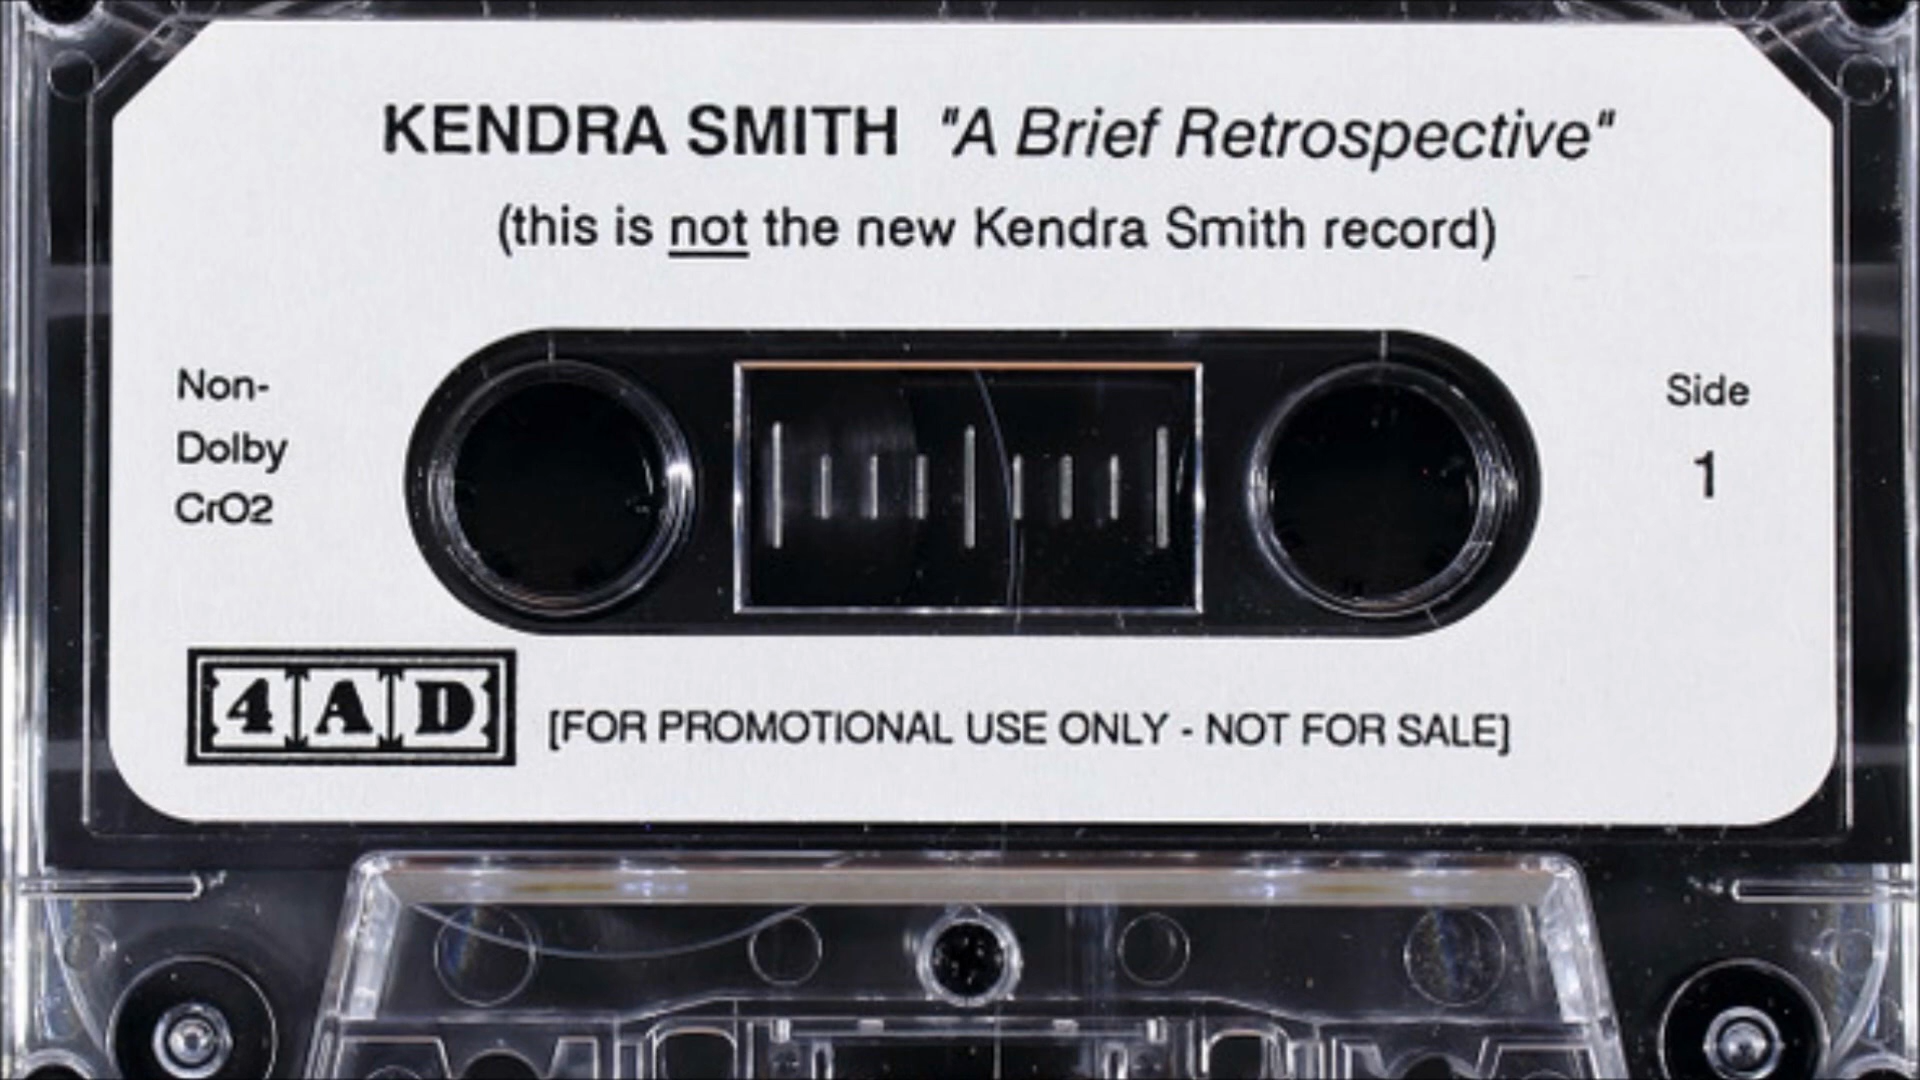 KENDRA SMITH "A Brief Retrospective"
(this is not the new Kendra Smith record)
Non-
Dolby
CrO2
Side
1
4AD
[FOR PROMOTIONAL USE ONLY - NOT FOR SALE]